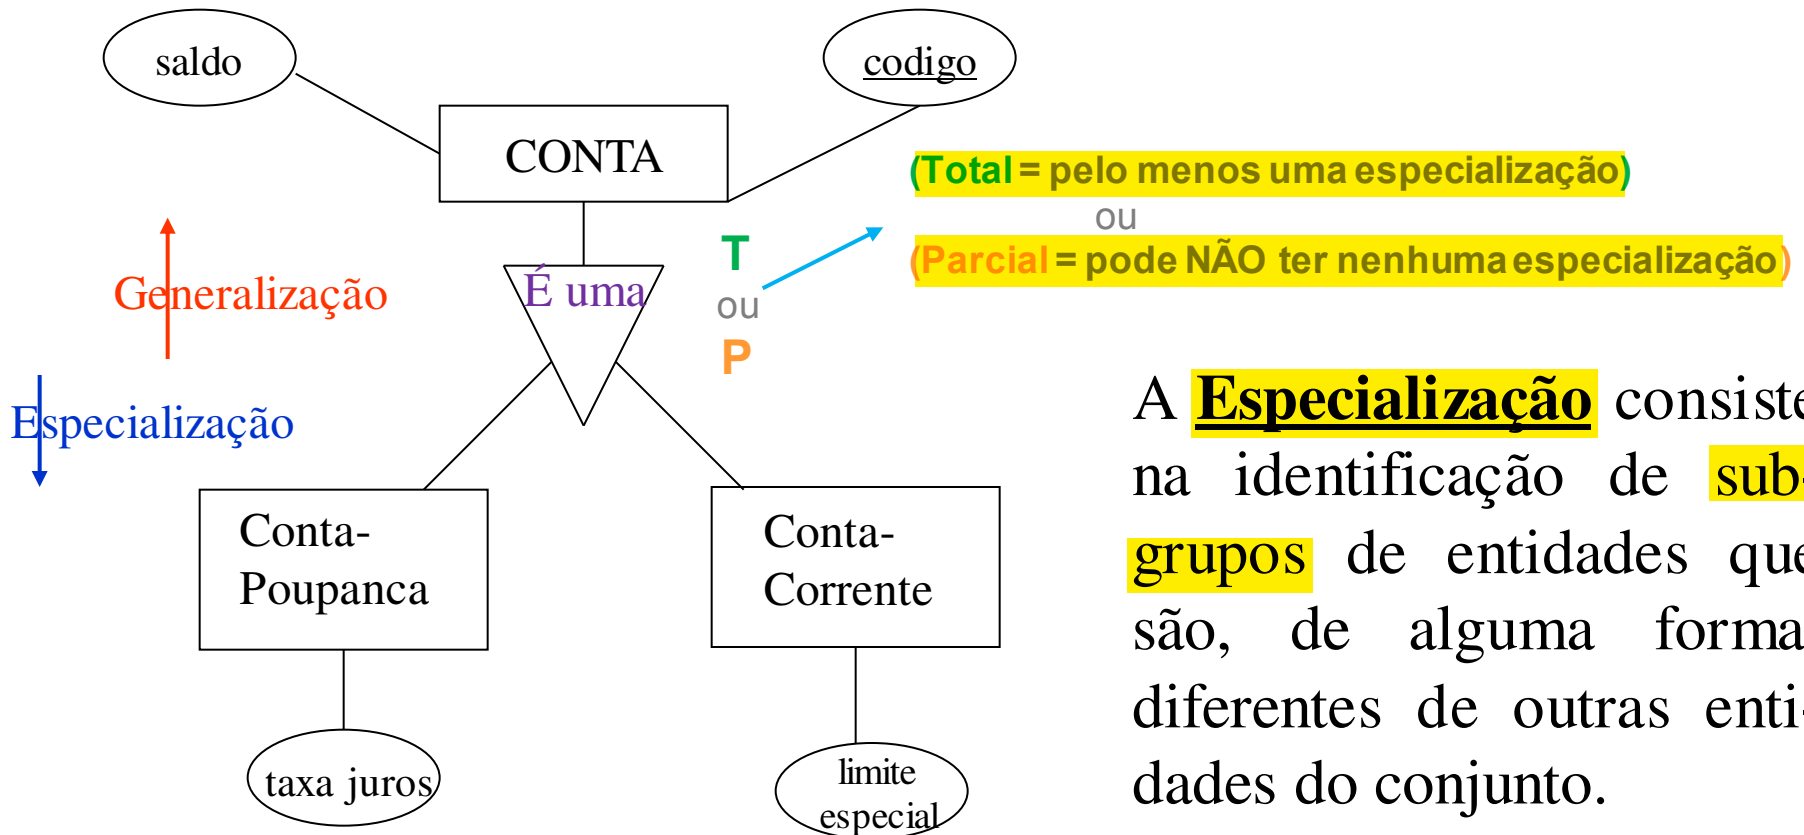 saldo
codigo
CONTA
(Total = pelo menos uma especialização)
ou
(Parcial = pode NÃO ter nenhuma especialização)
T
ou
P
É uma
Generalização
Especialização
A Especialização consiste
na identificação de sub-
grupos de entidades que
são, de alguma forma
diferentes de outras enti-
dades do conjunto.
Conta-
Poupanca
Conta-
Corrente
taxa juros
limite
especial